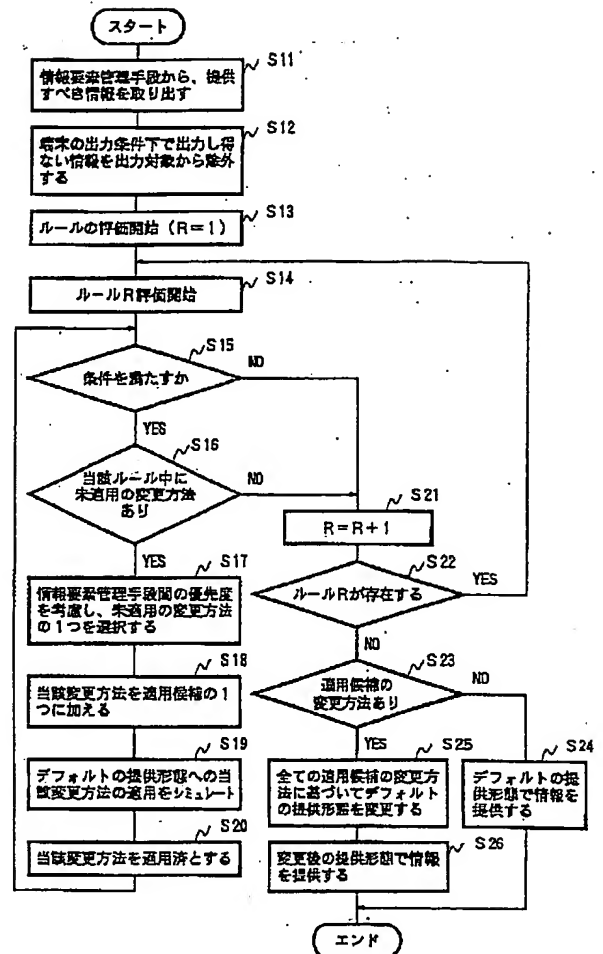 スタート
S11
情報要素管理手段から、提供
すべき情報を取り出す
S12
端末の出力条件下で出力し得
ない情報を出力対象から除外
する
S13
ルールの評価開始（R＝1）
S14
ルールR評価開始
S15
条件を満たすか
NO
YES
S16
当該ルール中に
未適用の変更方法
あり
NO
YES
S17
情報要素管理手段間の優先度
を考慮し、未適用の変更方法
の1つを選択する
S18
当該変更方法を適用候補の1
つに加える
S19
デフォルトの提供形態への当
該変更方法の適用をシミュレート
S20
当該変更方法を適用済とする
S21
R＝R＋1
S22
ルールRが存在する
YES
NO
S23
適用候補の
変更方法あり
NO
YES
S24
デフォルトの提
供形態で情報を
提供する
S25
全ての適用候補の変更方
法に基づいてデフォルト
の提供形態を変更する
S26
変更後の提供形態で情報
を提供する
エンド